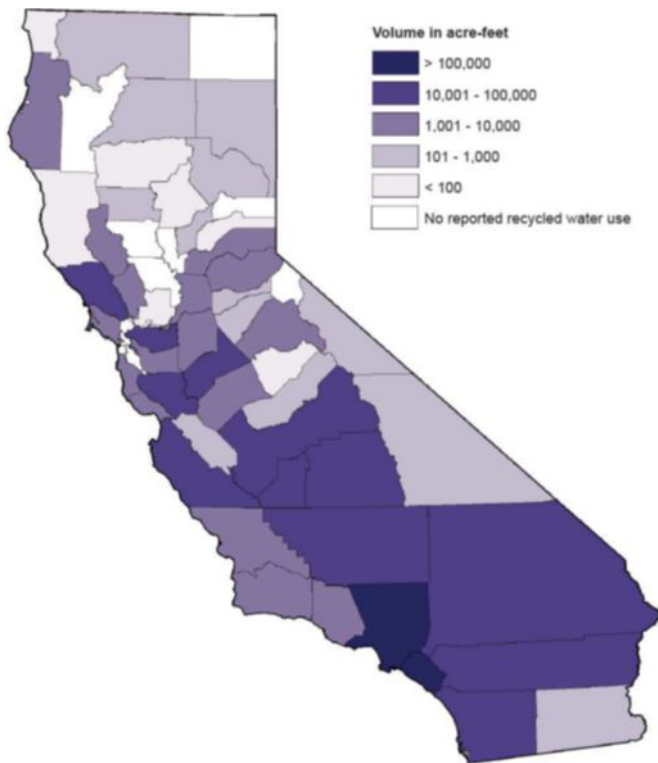 Volume in acre-feet
> 100,000
10,001 - 100,000
1,001 - 10,000
101 - 1,000
< 100
No reported recycled water use